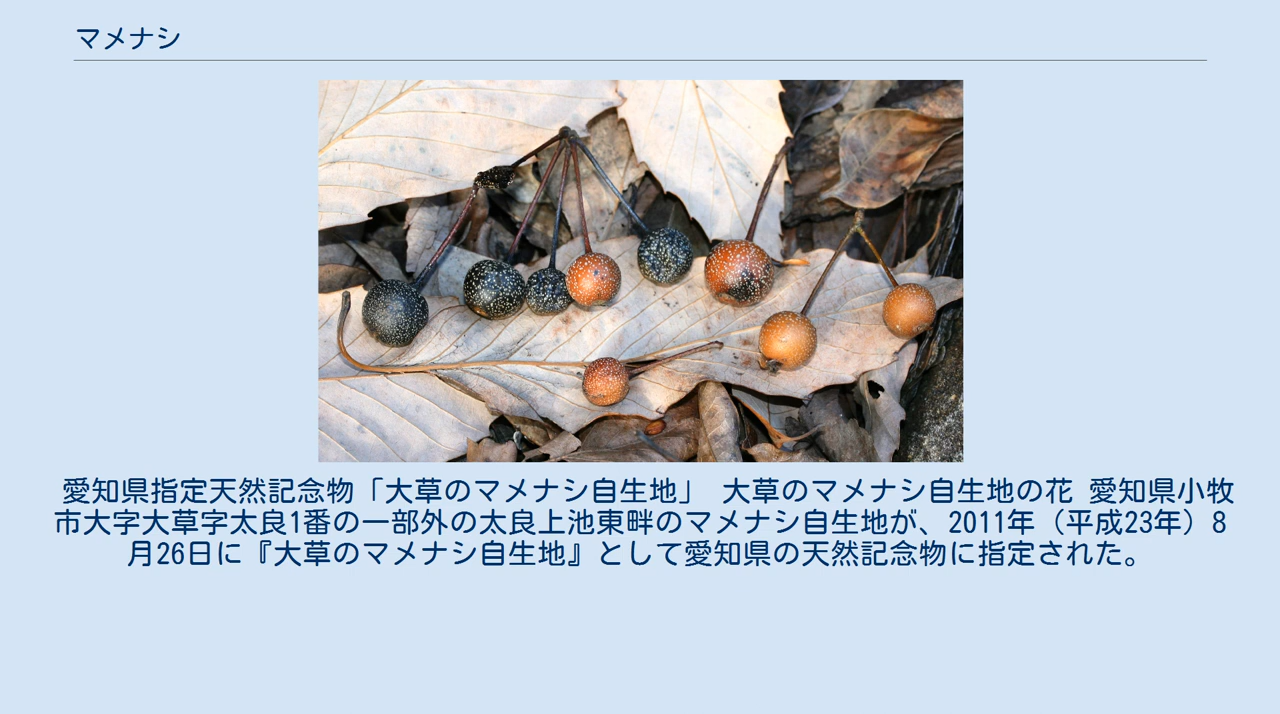 マメナシ
愛知県指定天然記念物「大草のマメナシ自生地」 大草のマメナシ自生地の花 愛知県小牧
市大字大草字太良1番の一部外の太良上池東畔のマメナシ自生地が、2011年（平成23年）8
月26日に『大草のマメナシ自生地』として愛知県の天然記念物に指定された。